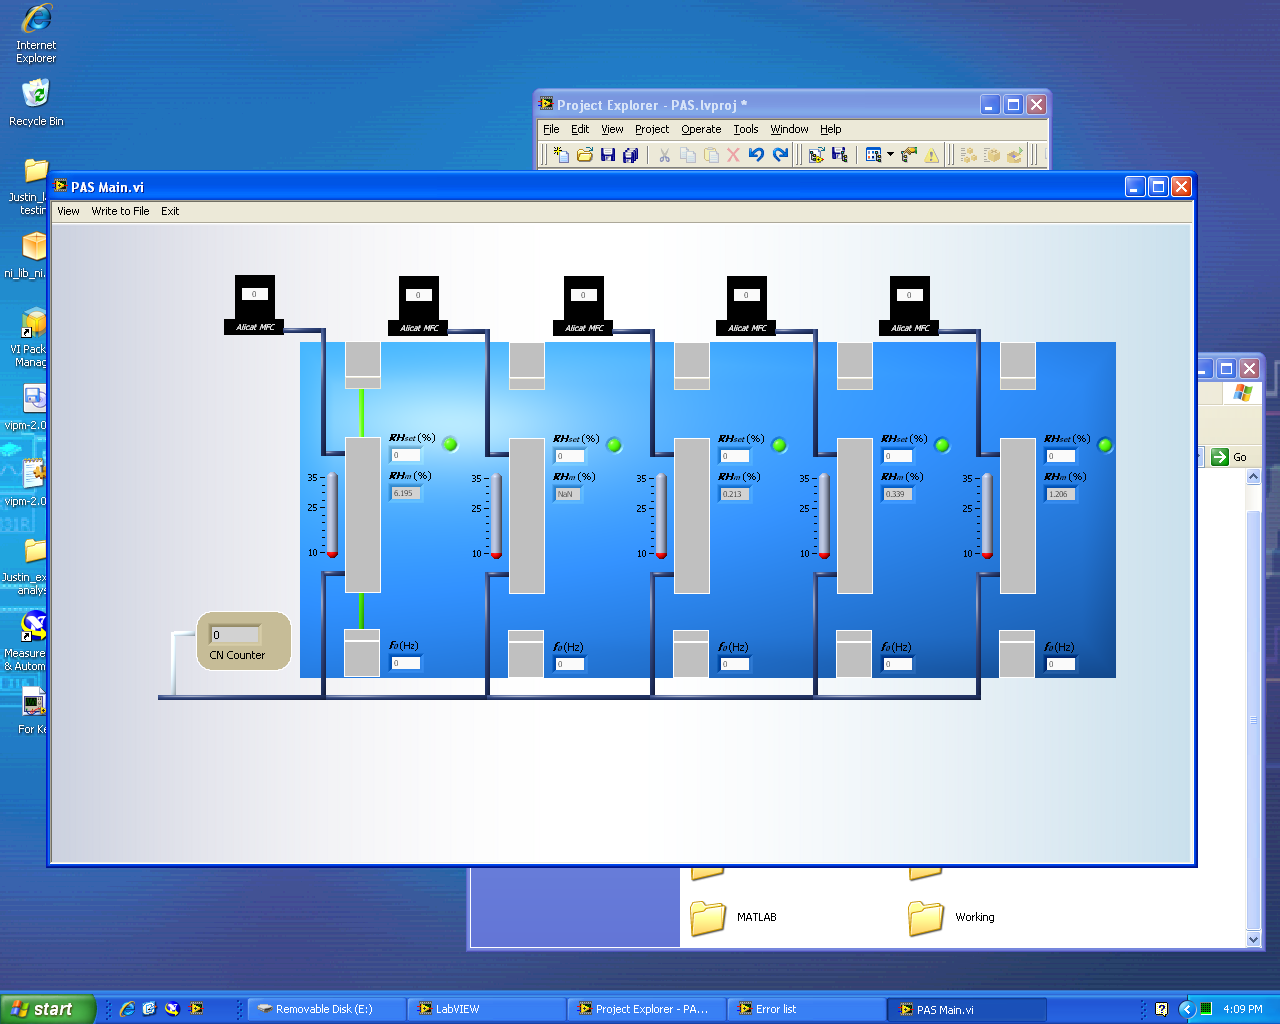 Internet
Explorer
Recycle Bin
Project Explorer - PAS.lvproj *
File Edit View Project Operate Tools Window Help
PAS Main.vi
View Write to File Exit
0 0 0 0 0
Alicat MFC Alicat MFC Alicat MFC Alicat MFC Alicat MFC
RHset (%) RHset (%) RHset (%) RHset (%) RHset (%)
0 0 0 0 0
RHm (%) RHm (%) RHm (%) RHm (%) RHm (%)
6.195 NaN 0.213 0.339 1.206
35 35 35 35 35
25 25 25 25 25
10 10 10 10 10
f0 (Hz) f0 (Hz) f0 (Hz) f0 (Hz) f0 (Hz)
0 0 0 0 0
0
CN Counter
ni_lib_ni.
VI Pack
Manag
vipm-2.0
vipm-2.0
Justin_ex
analys
Measure
& Autom
For Ke
Go
MATLAB Working
start
Removable Disk (E:) LabVIEW Project Explorer - PA... Error list PAS Main.vi
4:09 PM